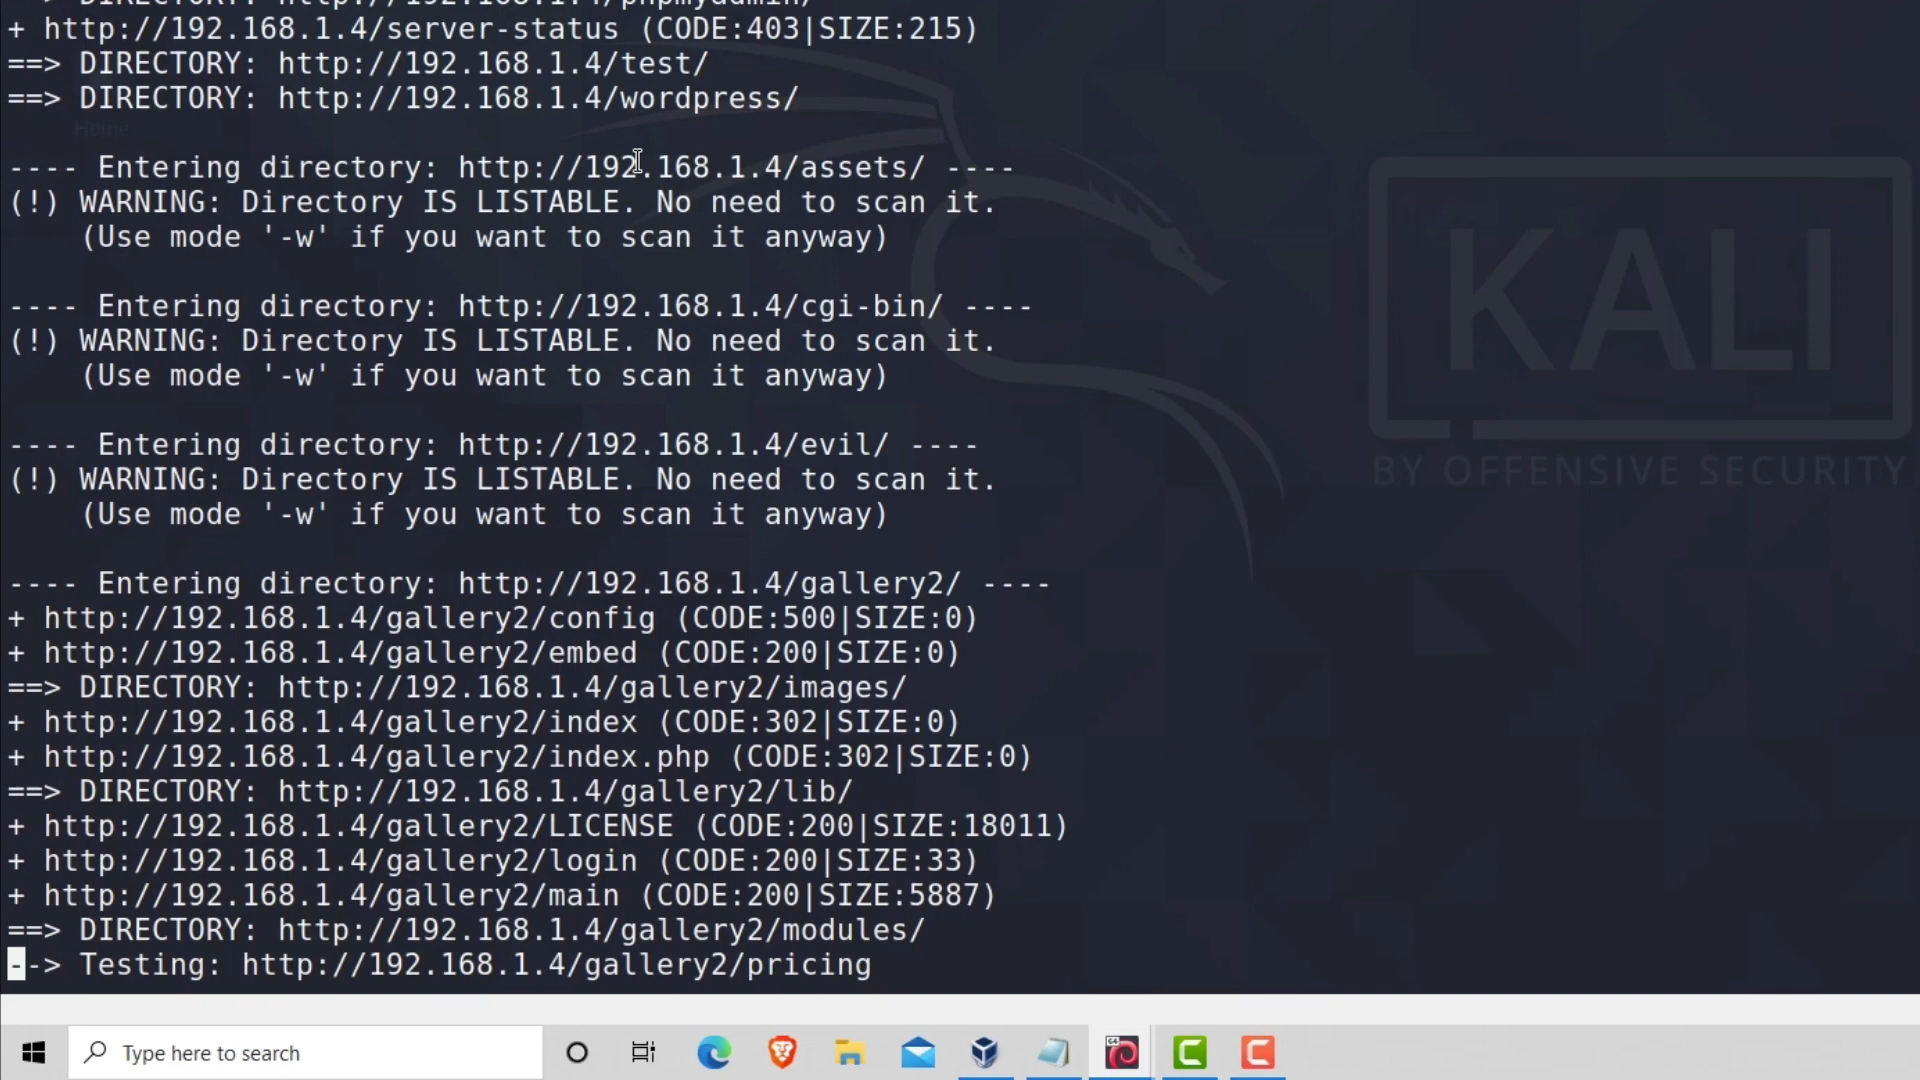 ==> DIRECTORY: http://192.168.1.4/phpmyadmin/
+ http://192.168.1.4/server-status (CODE:403|SIZE:215)
==> DIRECTORY: http://192.168.1.4/test/
==> DIRECTORY: http://192.168.1.4/wordpress/
Home
---- Entering directory: http://192.168.1.4/assets/ ----
(!) WARNING: Directory IS LISTABLE. No need to scan it.
(Use mode '-w' if you want to scan it anyway)
---- Entering directory: http://192.168.1.4/cgi-bin/ ----
(!) WARNING: Directory IS LISTABLE. No need to scan it.
(Use mode '-w' if you want to scan it anyway)
---- Entering directory: http://192.168.1.4/evil/ ----
(!) WARNING: Directory IS LISTABLE. No need to scan it.
(Use mode '-w' if you want to scan it anyway)
---- Entering directory: http://192.168.1.4/gallery2/ ----
+ http://192.168.1.4/gallery2/config (CODE:500|SIZE:0)
+ http://192.168.1.4/gallery2/embed (CODE:200|SIZE:0)
==> DIRECTORY: http://192.168.1.4/gallery2/images/
+ http://192.168.1.4/gallery2/index (CODE:302|SIZE:0)
+ http://192.168.1.4/gallery2/index.php (CODE:302|SIZE:0)
==> DIRECTORY: http://192.168.1.4/gallery2/lib/
+ http://192.168.1.4/gallery2/LICENSE (CODE:200|SIZE:18011)
+ http://192.168.1.4/gallery2/login (CODE:200|SIZE:33)
+ http://192.168.1.4/gallery2/main (CODE:200|SIZE:5887)
==> DIRECTORY: http://192.168.1.4/gallery2/modules/
--> Testing: http://192.168.1.4/gallery2/pricing
KALI
BY OFFENSIVE SECURITY
Type here to search
64